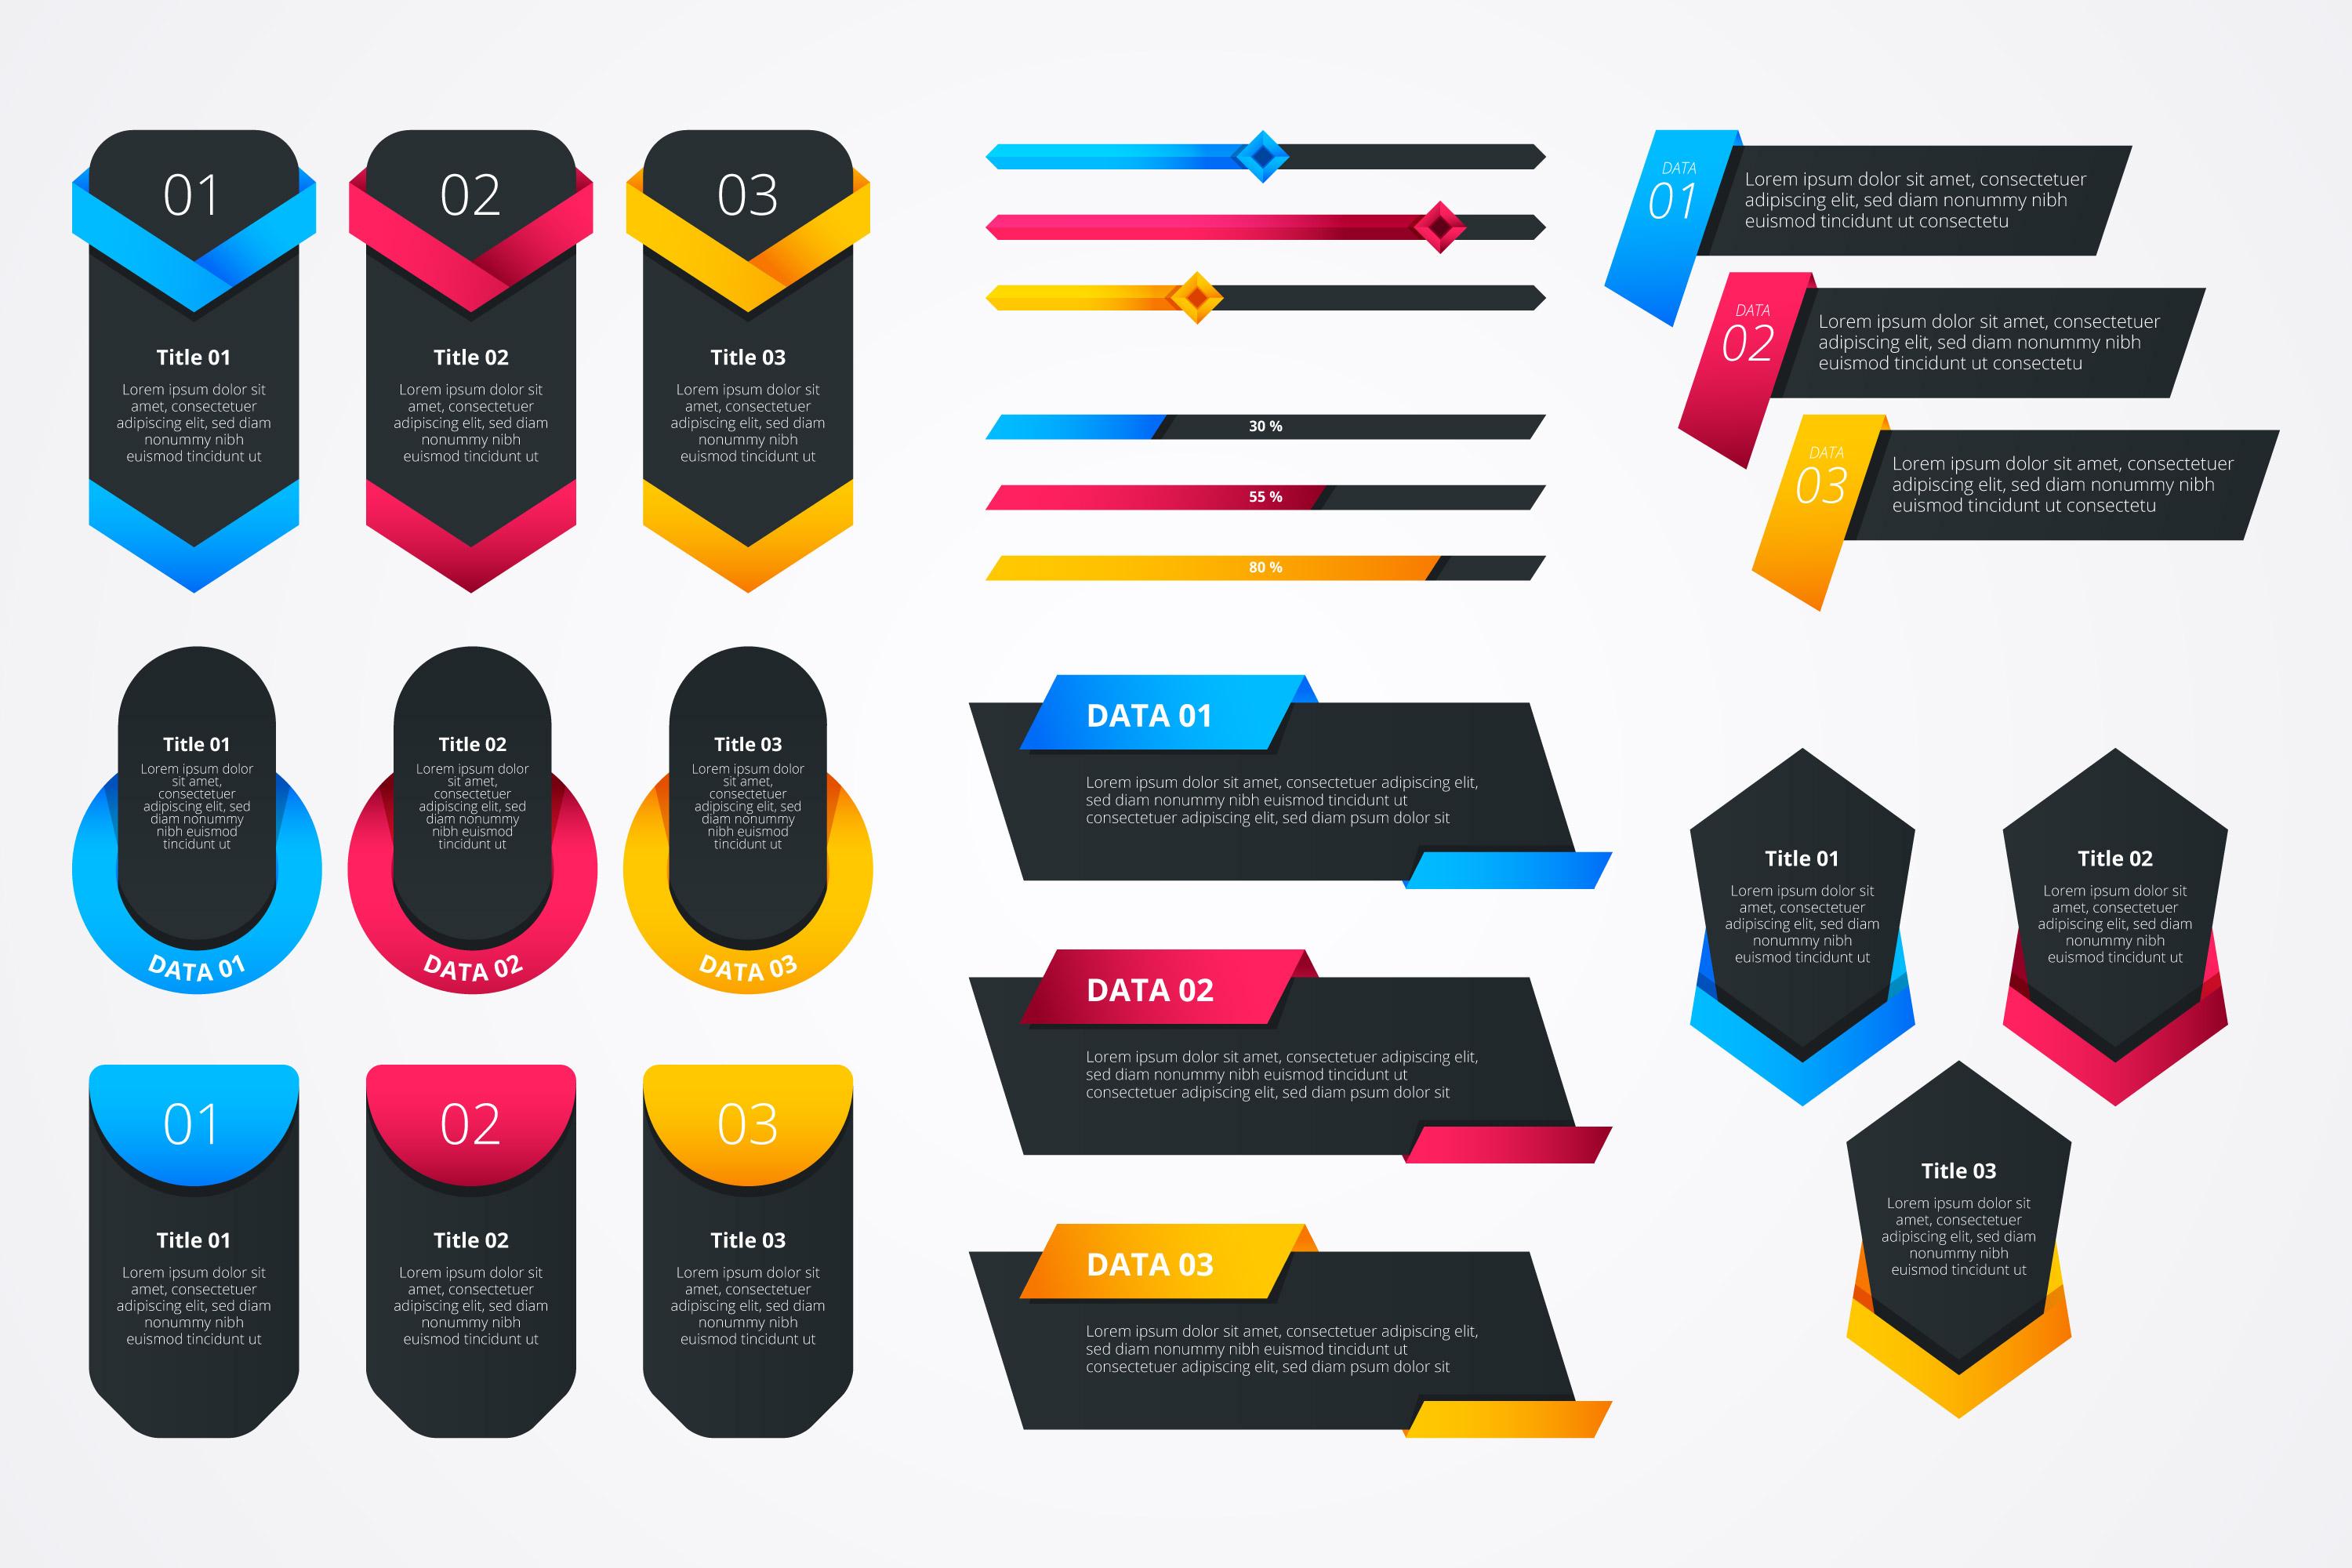 01
Title 01
Lorem ipsum dolor sit
amet, consectetuer
adipiscing elit, sed diam
nonummy nibh
euismod tincidunt ut
02
Title 02
Lorem ipsum dolor sit
amet, consectetuer
adipiscing elit, sed diam
nonummy nibh
euismod tincidunt ut
03
Title 03
Lorem ipsum dolor sit
amet, consectetuer
adipiscing elit, sed diam
nonummy nibh
euismod tincidunt ut
30 %
55 %
80 %
DATA
01
Lorem ipsum dolor sit amet, consectetuer
adipiscing elit, sed diam nonummy nibh
euismod tincidunt ut consectetu
DATA
02
Lorem ipsum dolor sit amet, consectetuer
adipiscing elit, sed diam nonummy nibh
euismod tincidunt ut consectetu
DATA
03
Lorem ipsum dolor sit amet, consectetuer
adipiscing elit, sed diam nonummy nibh
euismod tincidunt ut consectetu
Title 01
Lorem ipsum dolor
sit amet,
consectetuer
adipiscing elit, sed
diam nonummy
nibh euismod
tincidunt ut
DATA 01
Title 02
Lorem ipsum dolor
sit amet,
consectetuer
adipiscing elit, sed
diam nonummy
nibh euismod
tincidunt ut
DATA 02
Title 03
Lorem ipsum dolor
sit amet,
consectetuer
adipiscing elit, sed
diam nonummy
nibh euismod
tincidunt ut
DATA 03
DATA 01
Lorem ipsum dolor sit amet, consectetuer adipiscing elit,
sed diam nonummy nibh euismod tincidunt ut
consectetuer adipiscing elit, sed diam psum dolor sit
DATA 02
Lorem ipsum dolor sit amet, consectetuer adipiscing elit,
sed diam nonummy nibh euismod tincidunt ut
consectetuer adipiscing elit, sed diam psum dolor sit
DATA 03
Lorem ipsum dolor sit amet, consectetuer adipiscing elit,
sed diam nonummy nibh euismod tincidunt ut
consectetuer adipiscing elit, sed diam psum dolor sit
Title 01
Lorem ipsum dolor sit
amet, consectetuer
adipiscing elit, sed diam
nonummy nibh
euismod tincidunt ut
Title 02
Lorem ipsum dolor sit
amet, consectetuer
adipiscing elit, sed diam
nonummy nibh
euismod tincidunt ut
Title 03
Lorem ipsum dolor sit
amet, consectetuer
adipiscing elit, sed diam
nonummy nibh
euismod tincidunt ut
01
Title 01
Lorem ipsum dolor sit
amet, consectetuer
adipiscing elit, sed diam
nonummy nibh
euismod tincidunt ut
02
Title 02
Lorem ipsum dolor sit
amet, consectetuer
adipiscing elit, sed diam
nonummy nibh
euismod tincidunt ut
03
Title 03
Lorem ipsum dolor sit
amet, consectetuer
adipiscing elit, sed diam
nonummy nibh
euismod tincidunt ut